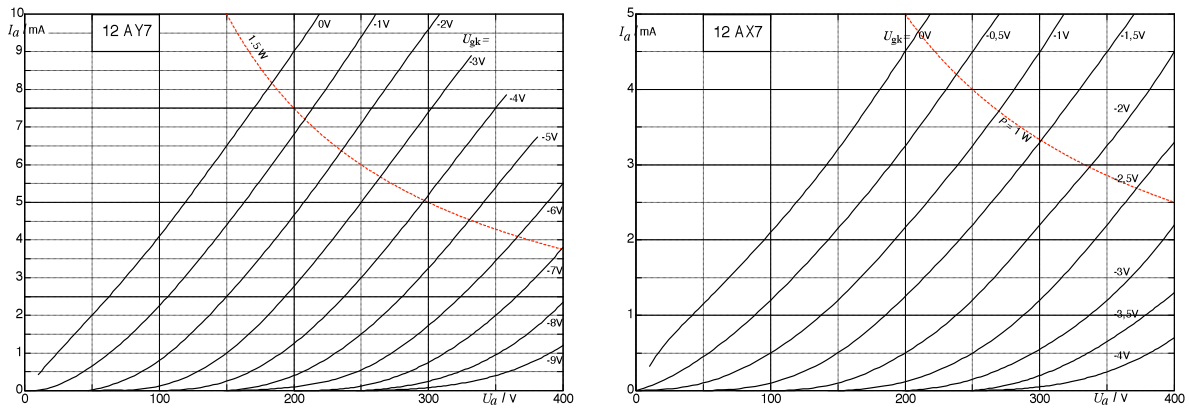 12 AY7
I𝑎 / mA
10
9
8
7
6
5
4
3
2
1
0
0
100
200
300
400
Ua / V
1.5 W
Ugk =
0V
-1V
-2V
-3V
-4V
-5V
-6V
-7V
-8V
-9V
12 AX7
Ia / mA
5
4
3
2
1
0
0
100
200
300
400
Ua / V
P = 1 W
Ugk = 0V
-0,5V
-1V
-1,5V
-2V
-2,5V
-3V
-3,5V
-4V